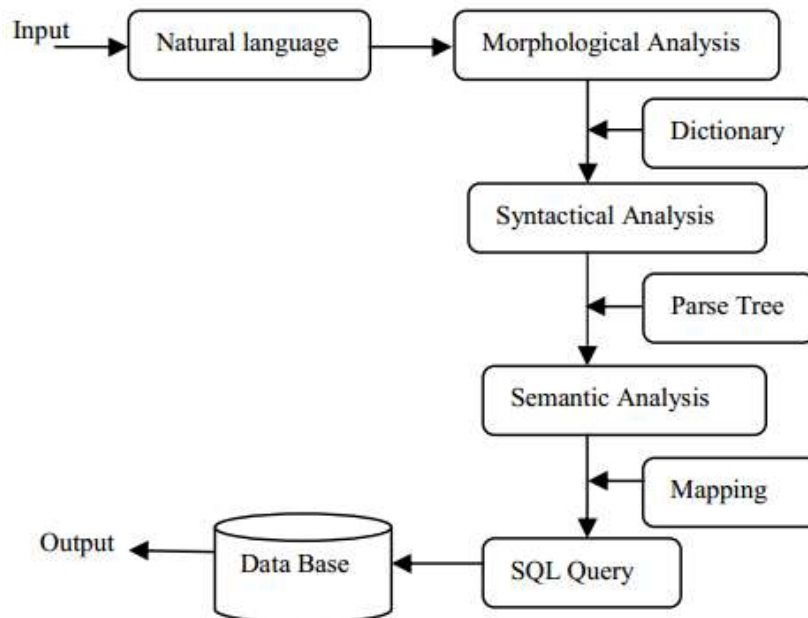 Input
Natural language
Morphological Analysis
Dictionary
Syntactical Analysis
Parse Tree
Semantic Analysis
Mapping
SQL Query
Data Base
Output